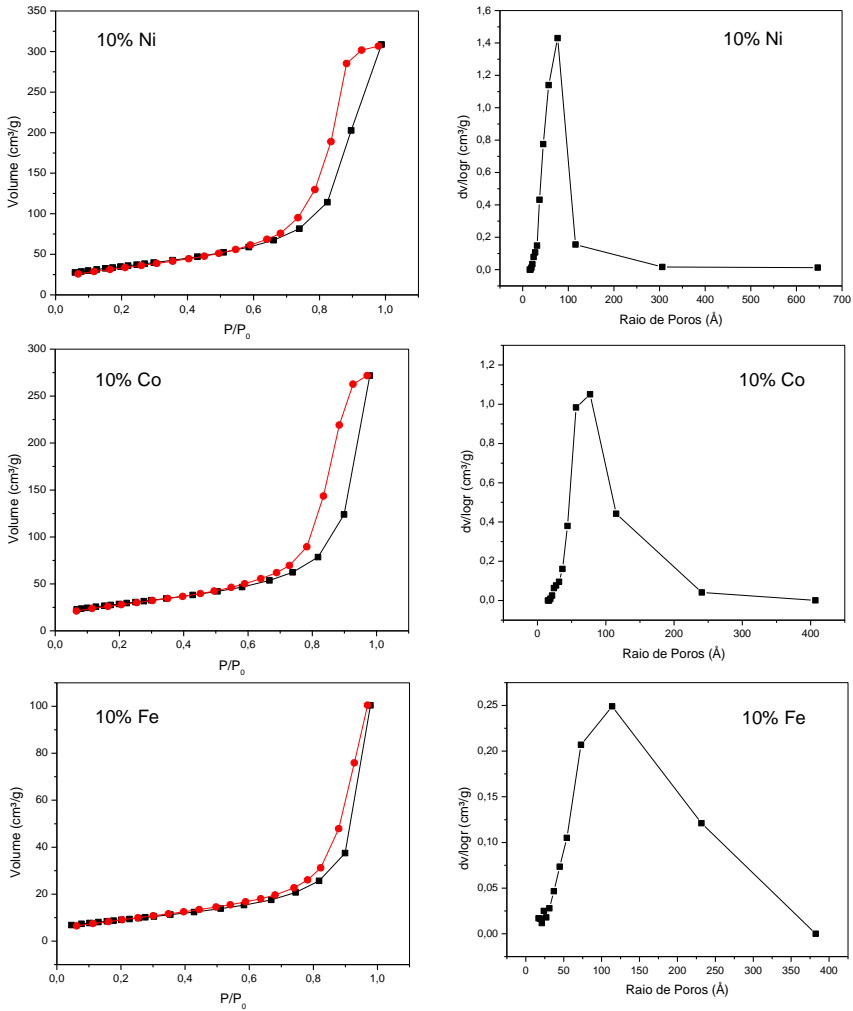 10% Ni
Volume (cm³/g)
350
300
250
200
150
100
50
0
0,0 0,2 0,4 0,6 0,8 1,0
P/P₀
10% Ni
dv/logr (cm³/g)
1,6
1,4
1,2
1,0
0,8
0,6
0,4
0,2
0,0
0 100 200 300 400 500 600 700
Raio de Poros (Å)
10% Co
Volume (cm³/g)
300
250
200
150
100
50
0
0,0 0,2 0,4 0,6 0,8 1,0
P/P₀
10% Co
dv/logr (cm³/g)
1,2
1,0
0,8
0,6
0,4
0,2
0,0
0 100 200 300 400
Raio de Poros (Å)
10% Fe
Volume (cm³/g)
100
80
60
40
20
0
0,0 0,2 0,4 0,6 0,8 1,0
P/P₀
10% Fe
dv/logr (cm³/g)
0,25
0,20
0,15
0,10
0,05
0,00
0 50 100 150 200 250 300 350 400
Raio de Poros (Å)